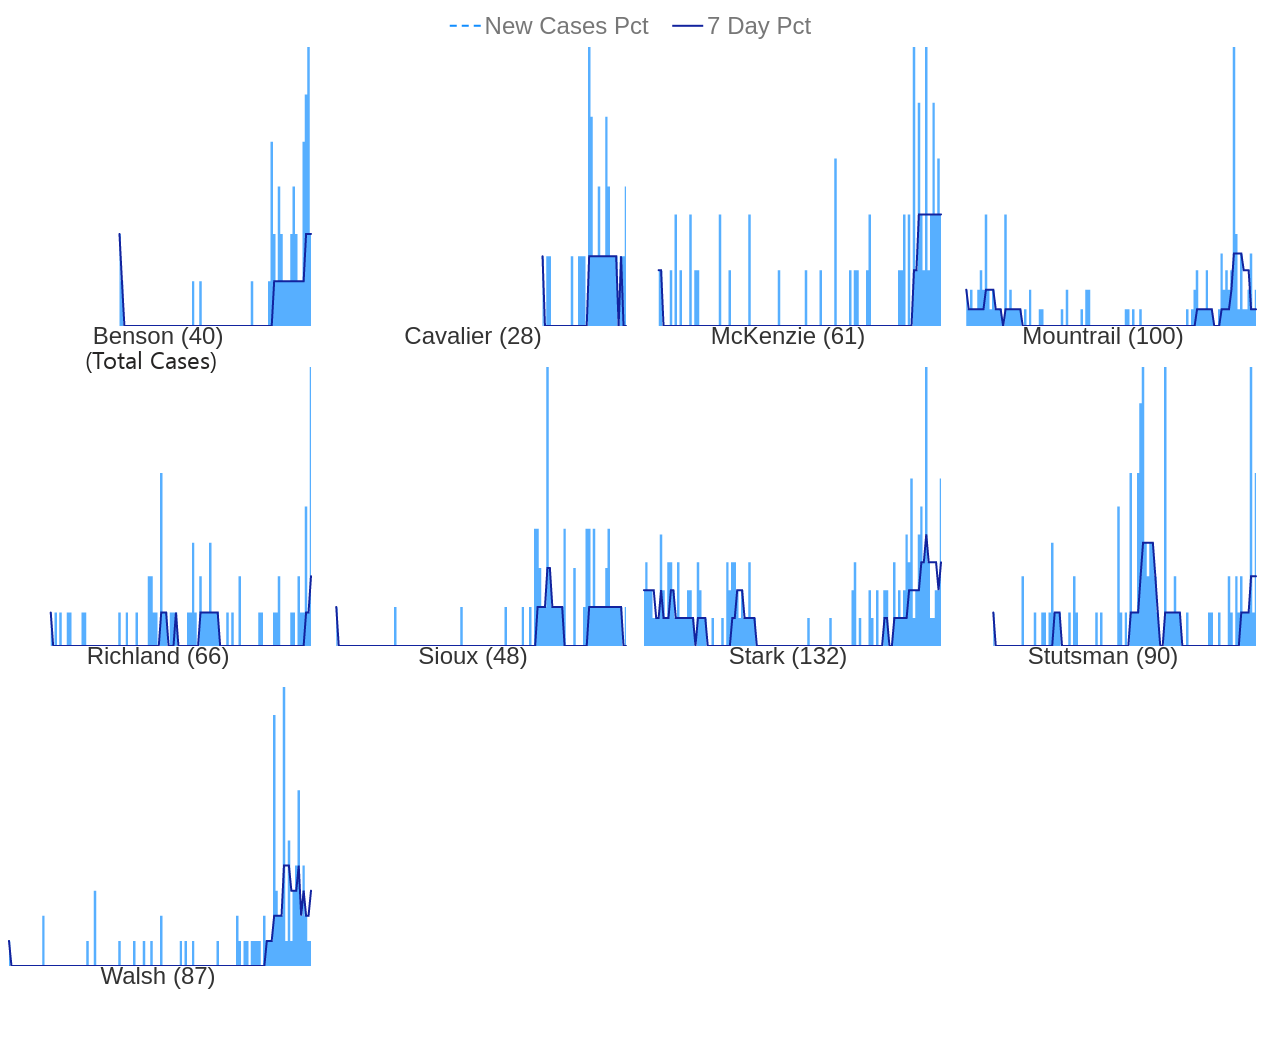 New Cases Pct 7 Day Pct
Benson (40) Cavalier (28) McKenzie (61) Mountrail (100)
(Total Cases)
Richland (66) Sioux (48) Stark (132) Stutsman (90)
Walsh (87)